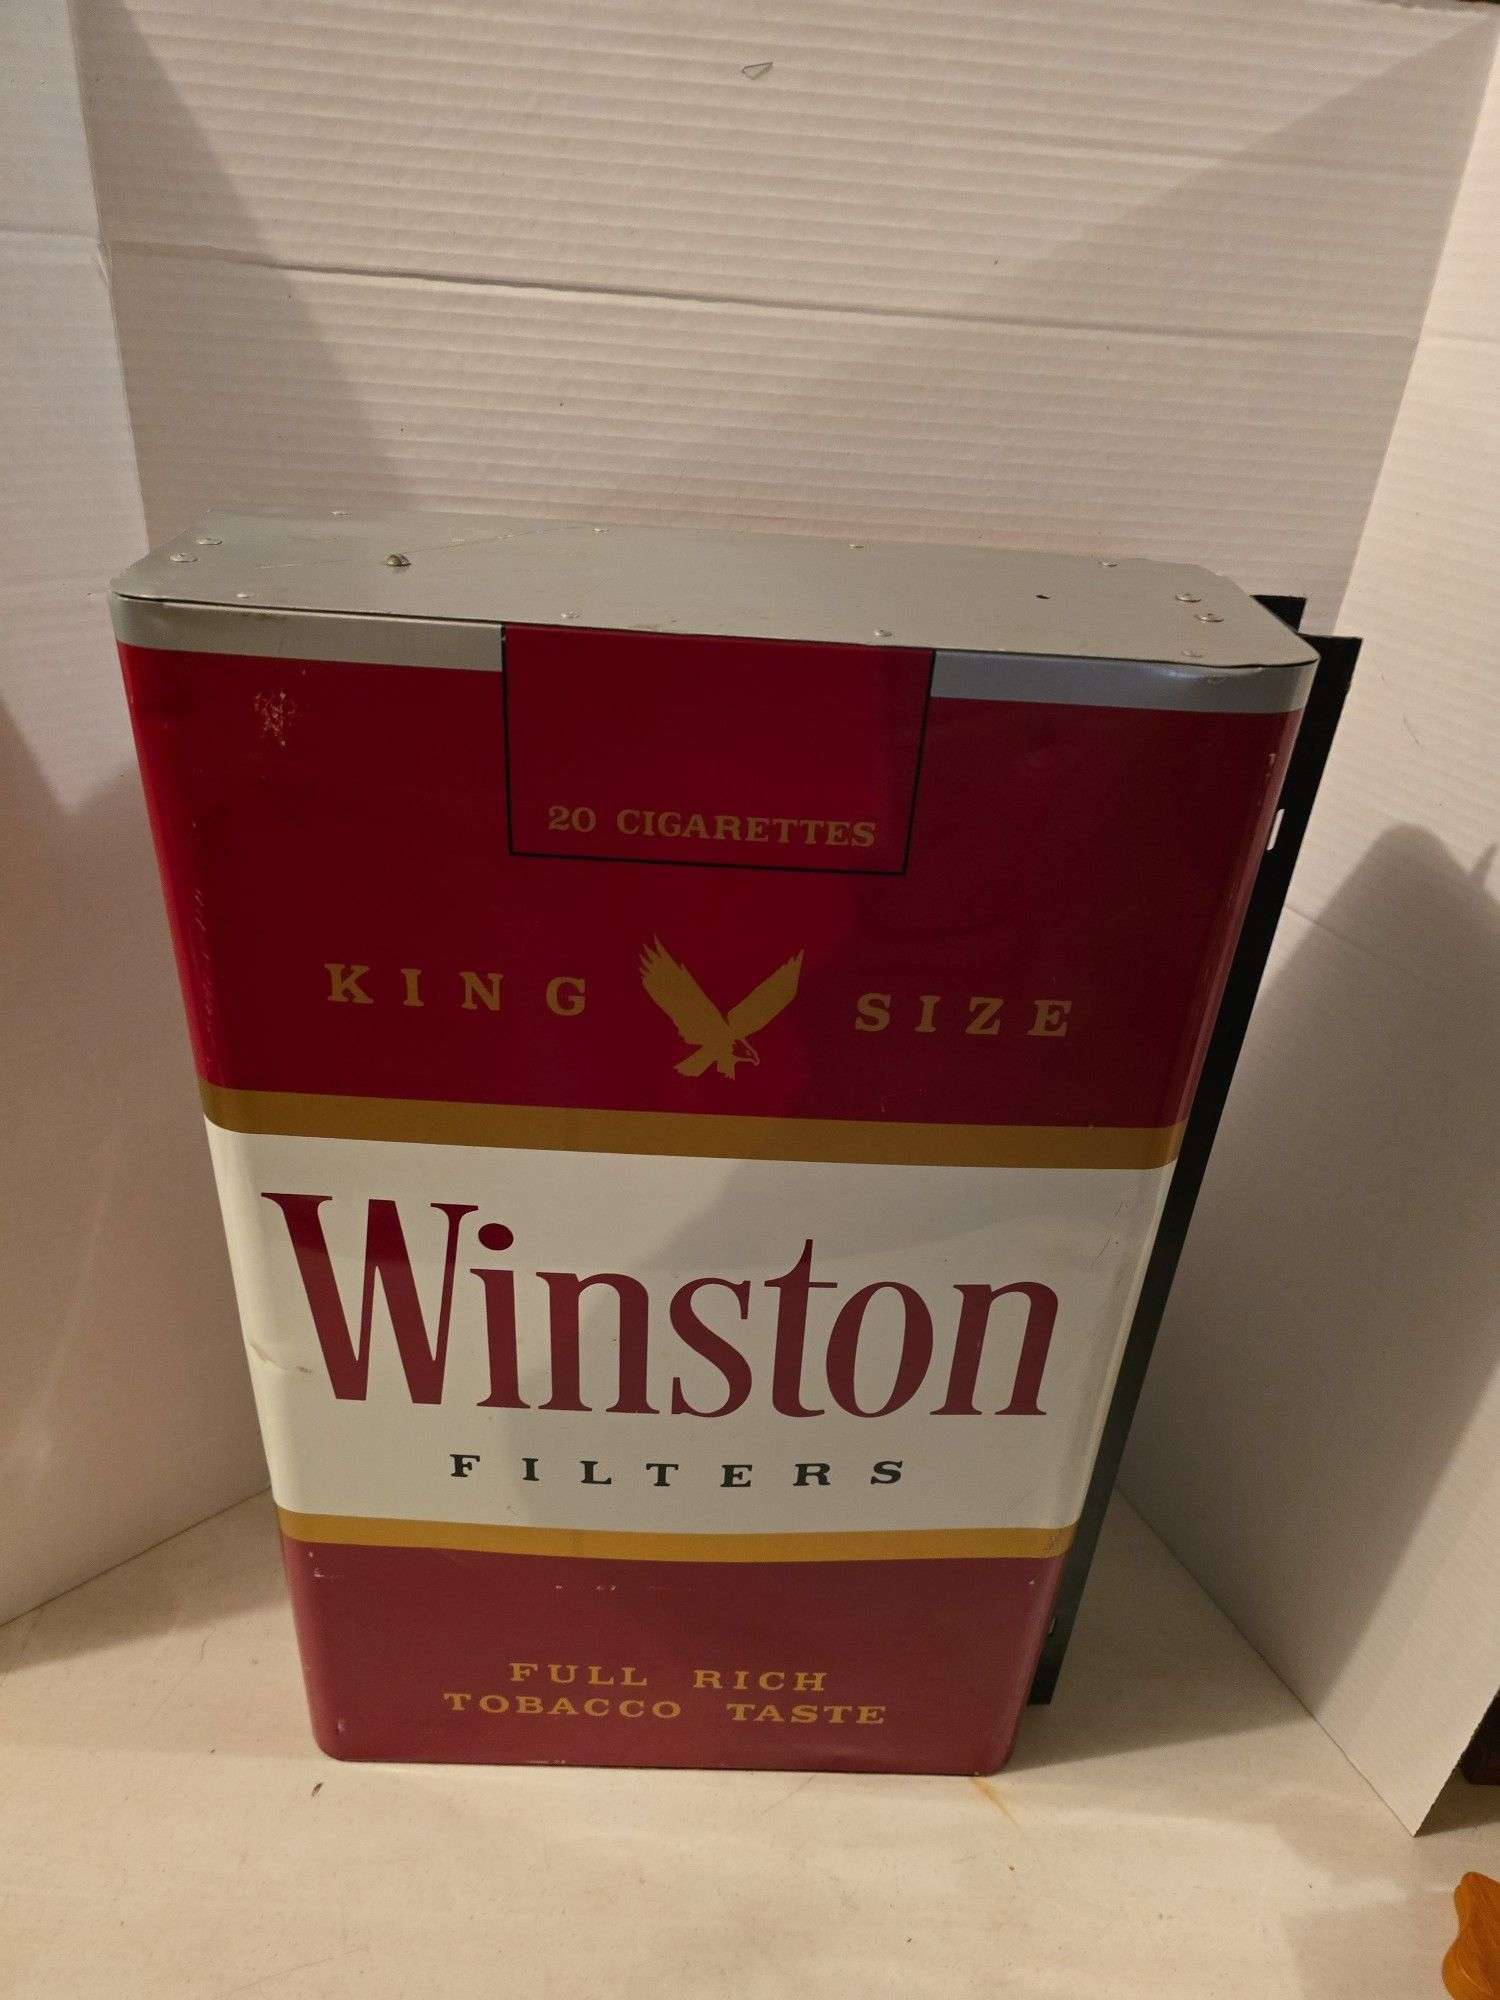 20 CIGARETTES
KING SIZE
Winston
FILTERS
FULL RICH
TOBACCO TASTE